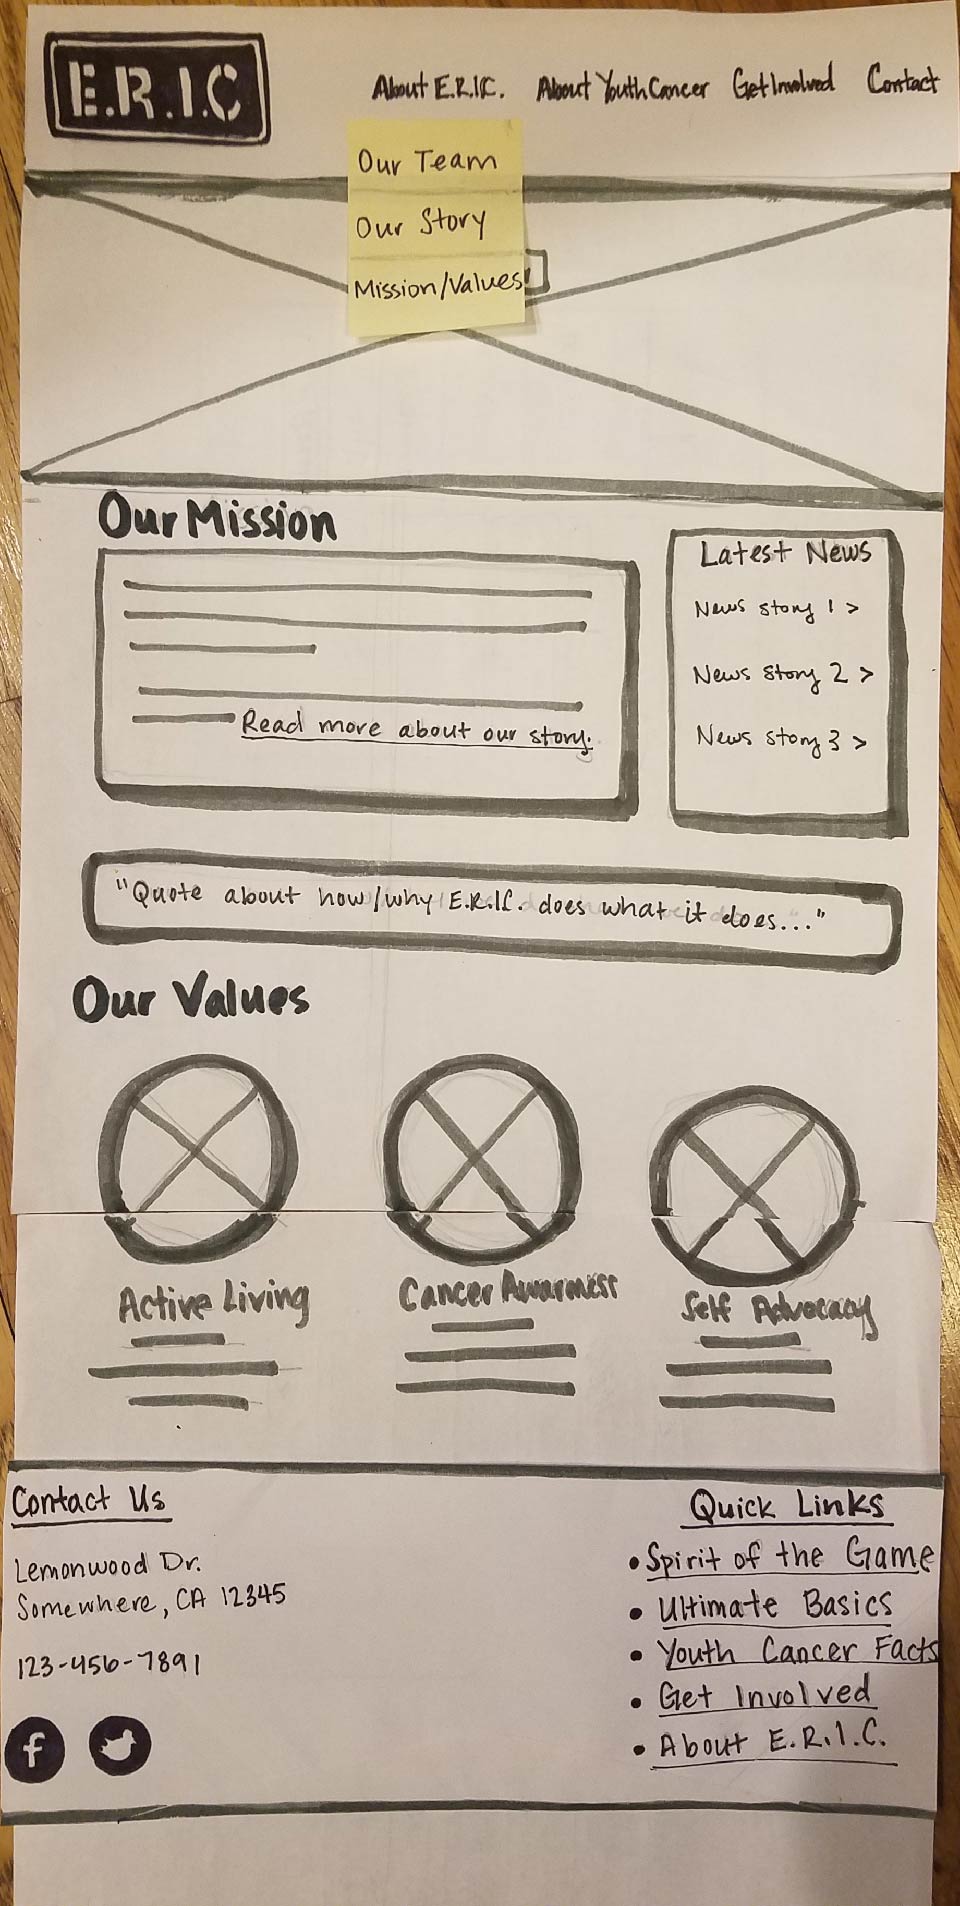 E.R.I.C
About E.R.I.C. About Youth Cancer Get Involved Contact
Our Team
Our Story
Mission/Values
Our Mission
Read more about our story.
Latest News
News story 1 >
News story 2 >
News story 3 >
"Quote about how/why E.R.I.C. does what it does..."
Our Values
Active Living
Cancer Awareness
Self Advocacy
Contact Us
Lemonwood Dr.
Somewhere, CA 12345
123-456-7891
f
Quick Links
• Spirit of the Game
• Ultimate Basics
• Youth Cancer Facts
• Get Involved
• About E.R.I.C.